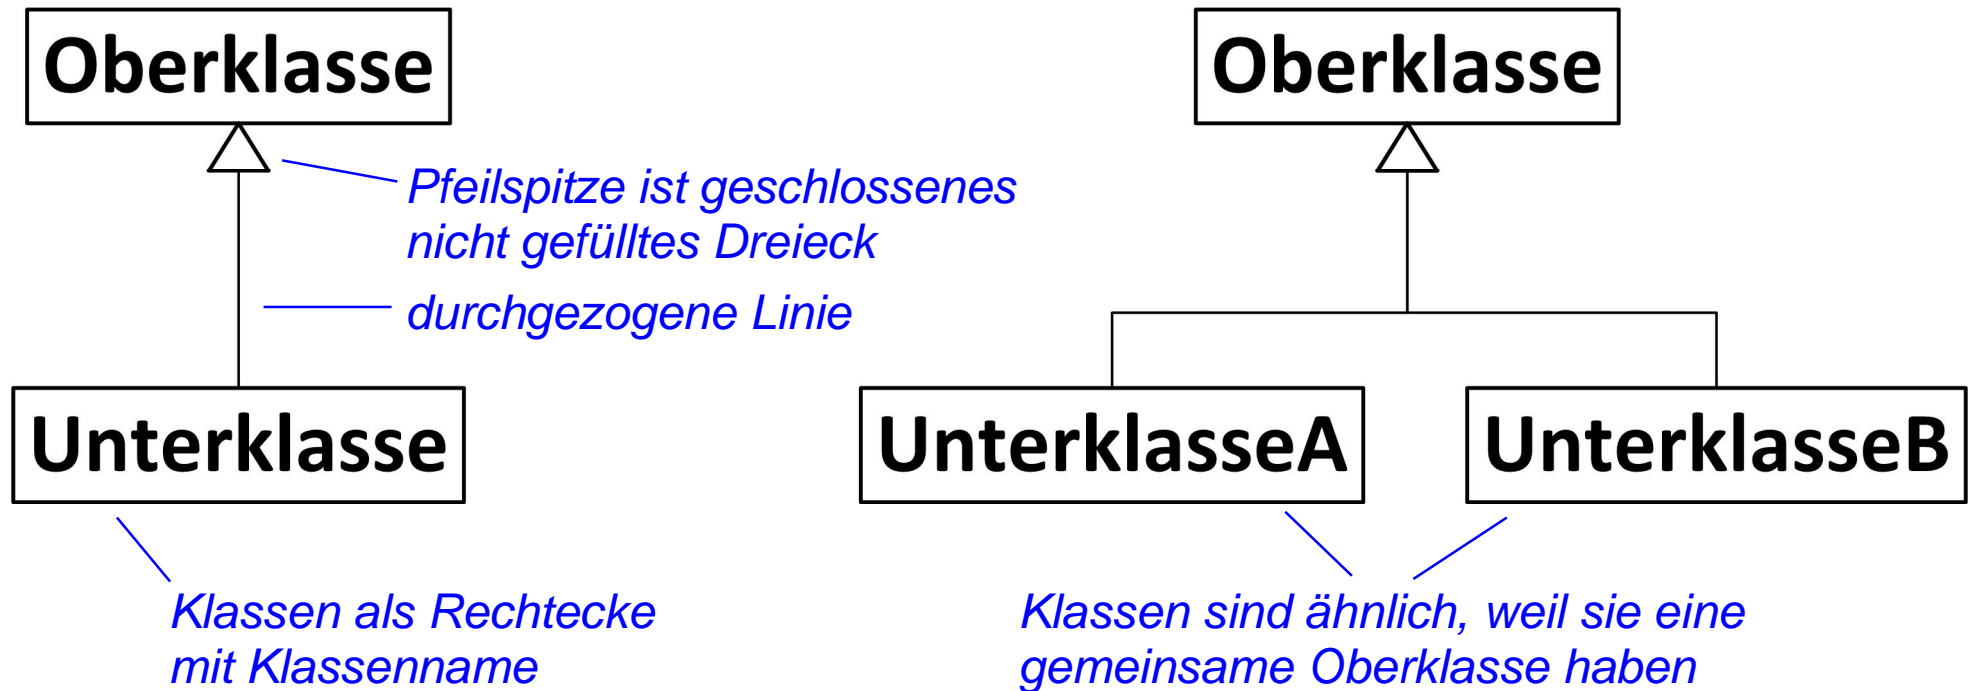 Oberklasse
Pfeilspitze ist geschlossenes
nicht gefülltes Dreieck
durchgezogene Linie
Unterklasse
Klassen als Rechtecke
mit Klassenname
Oberklasse
UnterklasseA
UnterklasseB
Klassen sind ähnlich, weil sie eine
gemeinsame Oberklasse haben